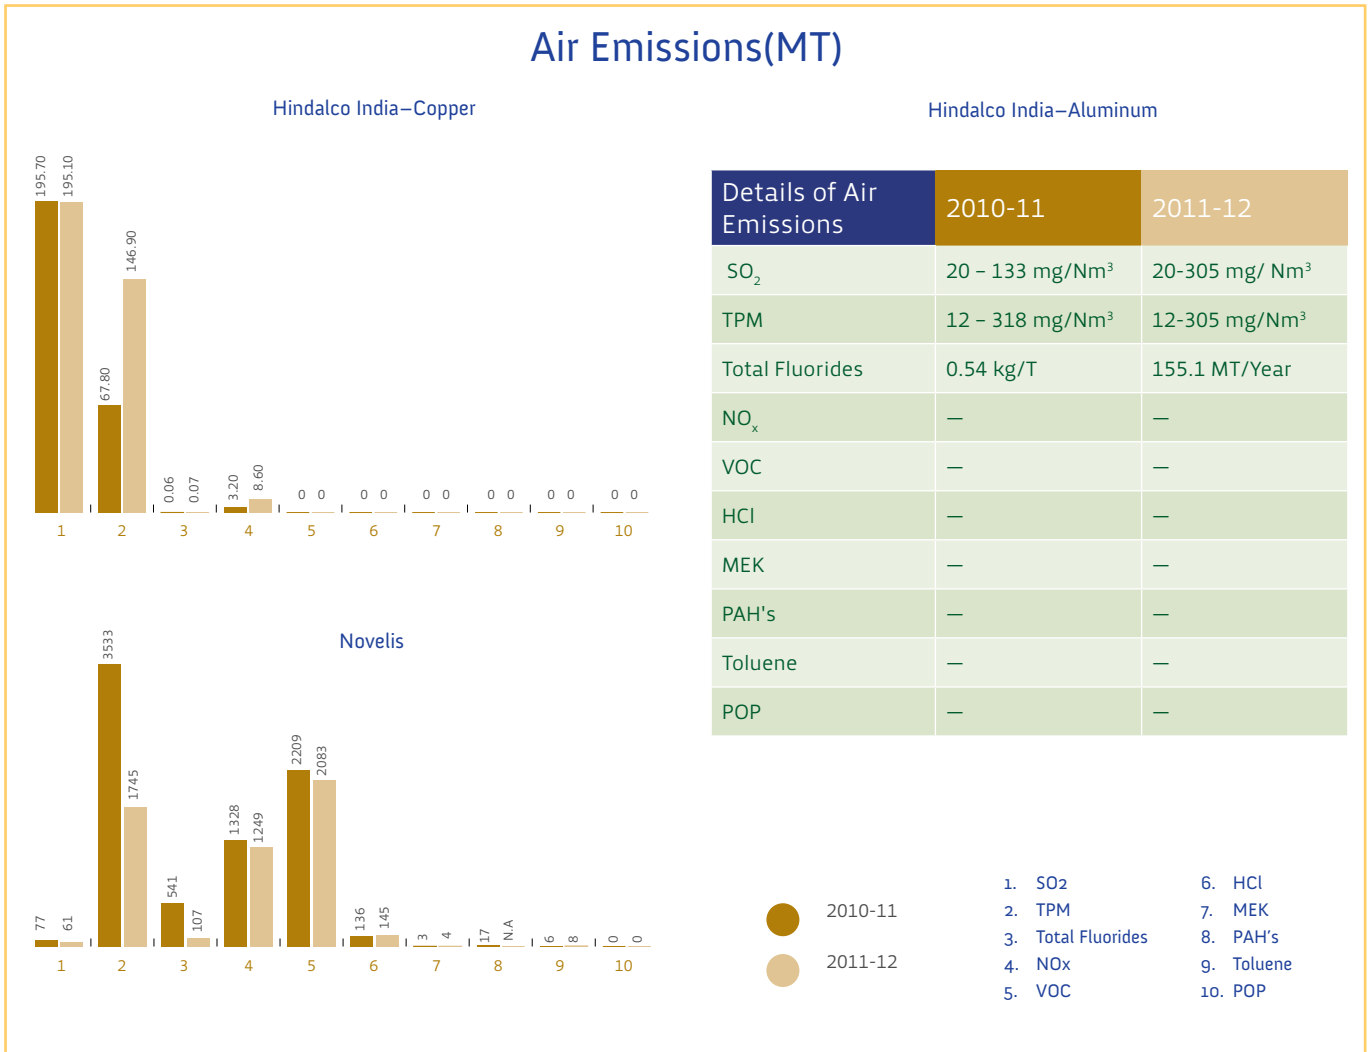 Air Emissions(MT)
Hindalco India–Copper
195.70 195.10 67.80 146.90 0.06 0.07 3.20 8.60 0 0 0 0 0 0 0 0 0 0 0 0
1 2 3 4 5 6 7 8 9 10
Novelis
77 61 3533 1745 541 107 1328 1249 2209 2083 136 145 3 4 17 N.A 6 8 0 0
1 2 3 4 5 6 7 8 9 10
Hindalco India–Aluminum
Details of Air
Emissions 2010-11 2011-12
SO₂ 20 – 133 mg/Nm³ 20-305 mg/ Nm³
TPM 12 – 318 mg/Nm³ 12-305 mg/Nm³
Total Fluorides 0.54 kg/T 155.1 MT/Year
NOₓ — —
VOC — —
HCl — —
MEK — —
PAH's — —
Toluene — —
POP — —
2010-11
2011-12
1. SO2
2. TPM
3. Total Fluorides
4. NOx
5. VOC
6. HCl
7. MEK
8. PAH’s
9. Toluene
10. POP